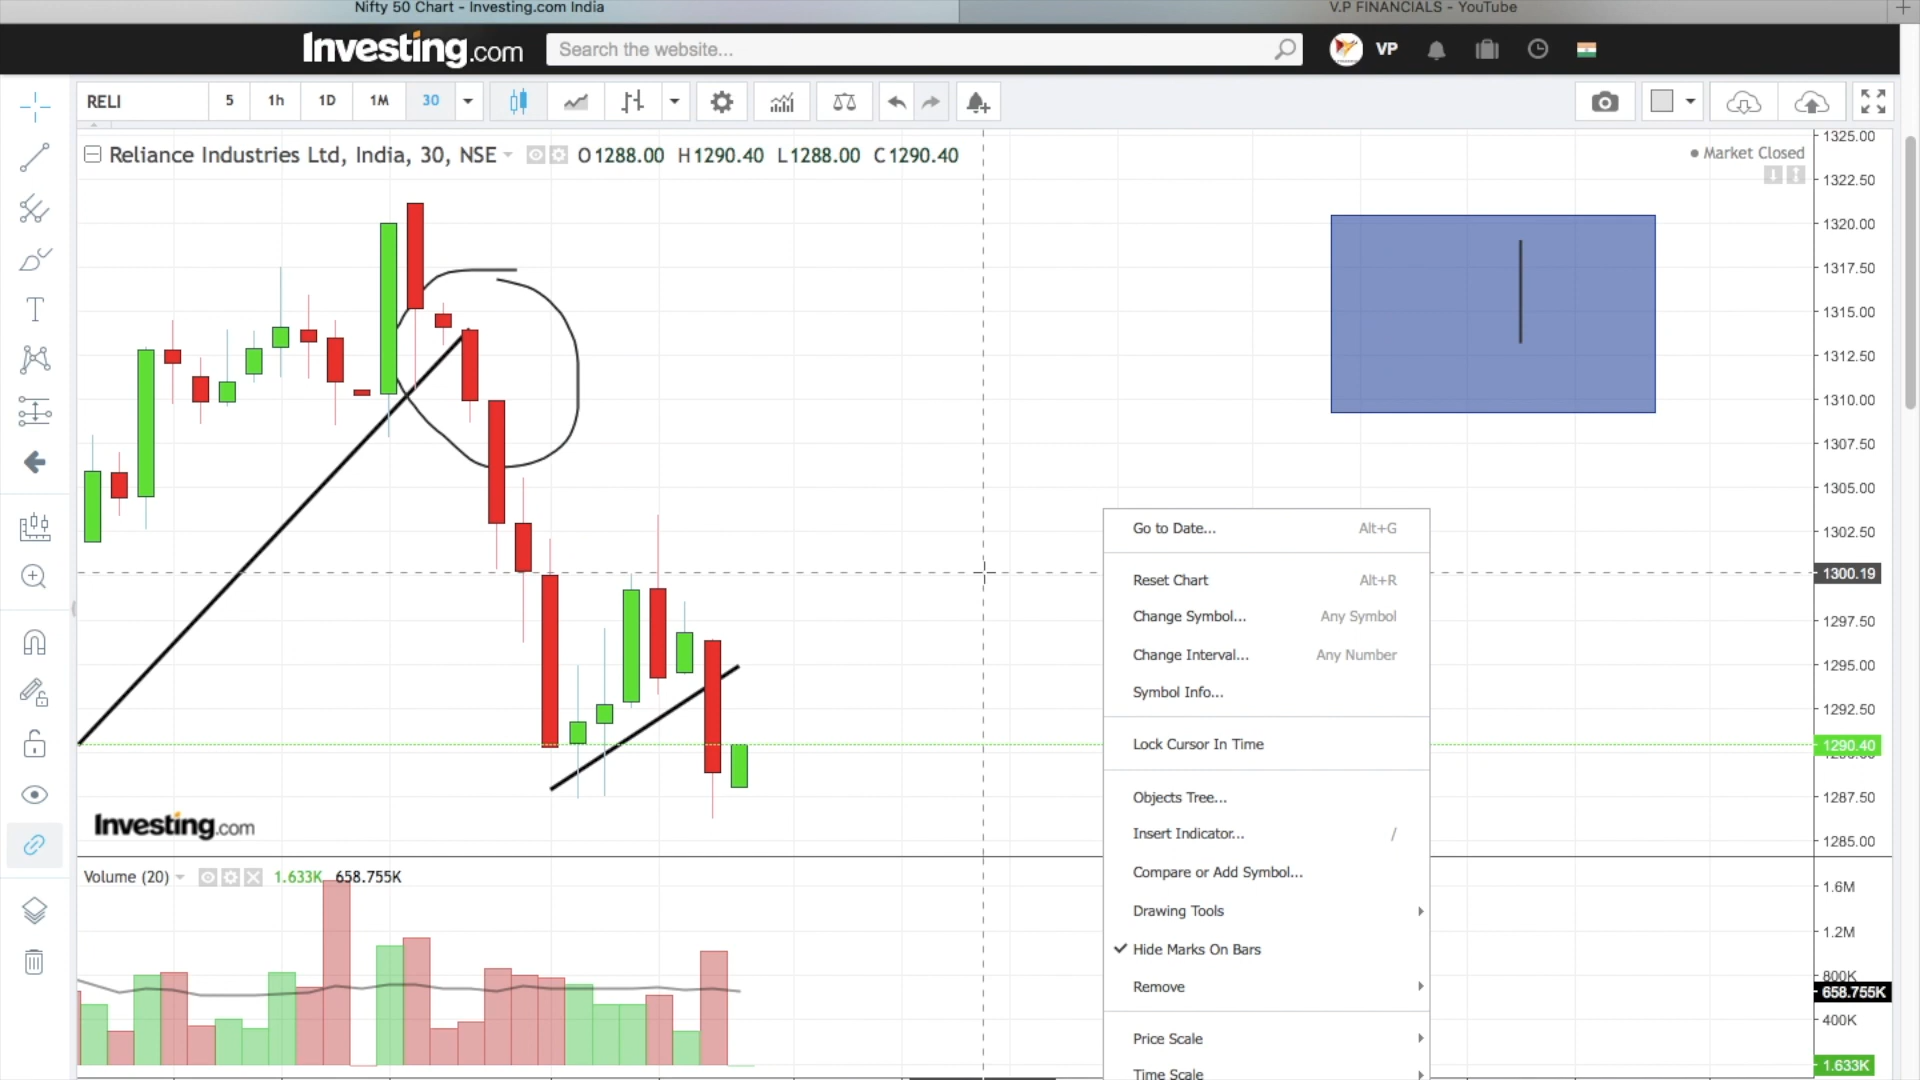 Nifty 50 Chart - Investing.com India
V.P FINANCIALS - YouTube
Investing.com
Search the website...
VP
RELI
5
1h
1D
1M
30
Reliance Industries Ltd, India, 30, NSE
O 1288.00 H 1290.40 L 1288.00 C 1290.40
Market Closed
1325.00
1322.50
1320.00
1317.50
1315.00
1312.50
1310.00
1307.50
1305.00
1302.50
1300.19
1297.50
1295.00
1292.50
1290.40
1287.50
1285.00
Go to Date... Alt+G
Reset Chart Alt+R
Change Symbol... Any Symbol
Change Interval... Any Number
Symbol Info...
Lock Cursor In Time
Objects Tree...
Insert Indicator... /
Compare or Add Symbol...
Drawing Tools
Hide Marks On Bars
Remove
Price Scale
Time Scale
Investing.com
Volume (20)
1.633K 658.755K
1.6M
1.2M
800K
658.755K
400K
1.633K